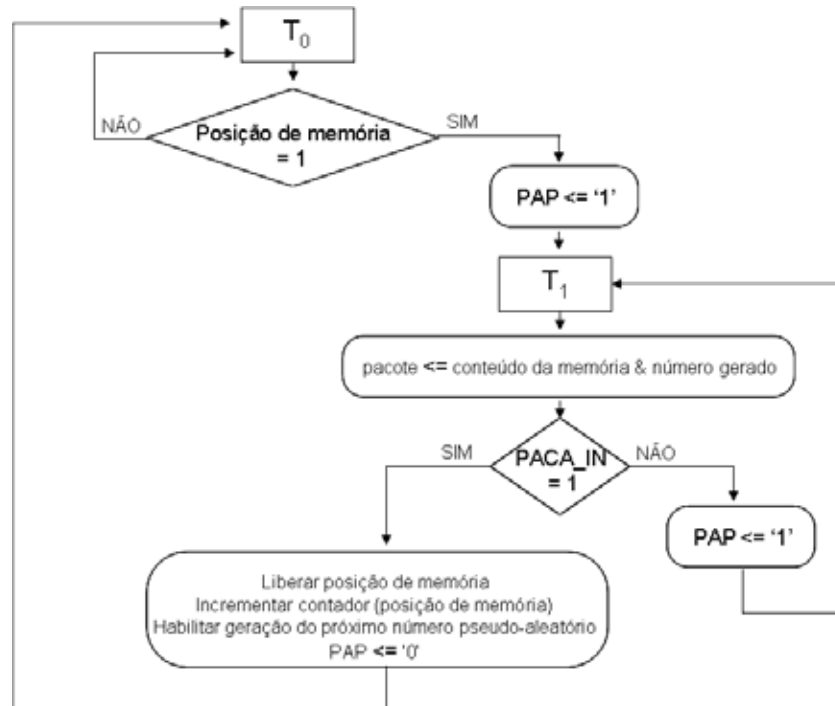 T0
NÃO
SIM
Posição de memória
= 1
PAP <= ‘1’
T1
pacote <= conteúdo da memória & número gerado
SIM
PACA_IN
= 1
NÃO
PAP <= ‘1’
Liberar posição de memória
Incrementar contador (posição de memória)
Habilitar geração do próximo número pseudo-aleatório
PAP <= '0'